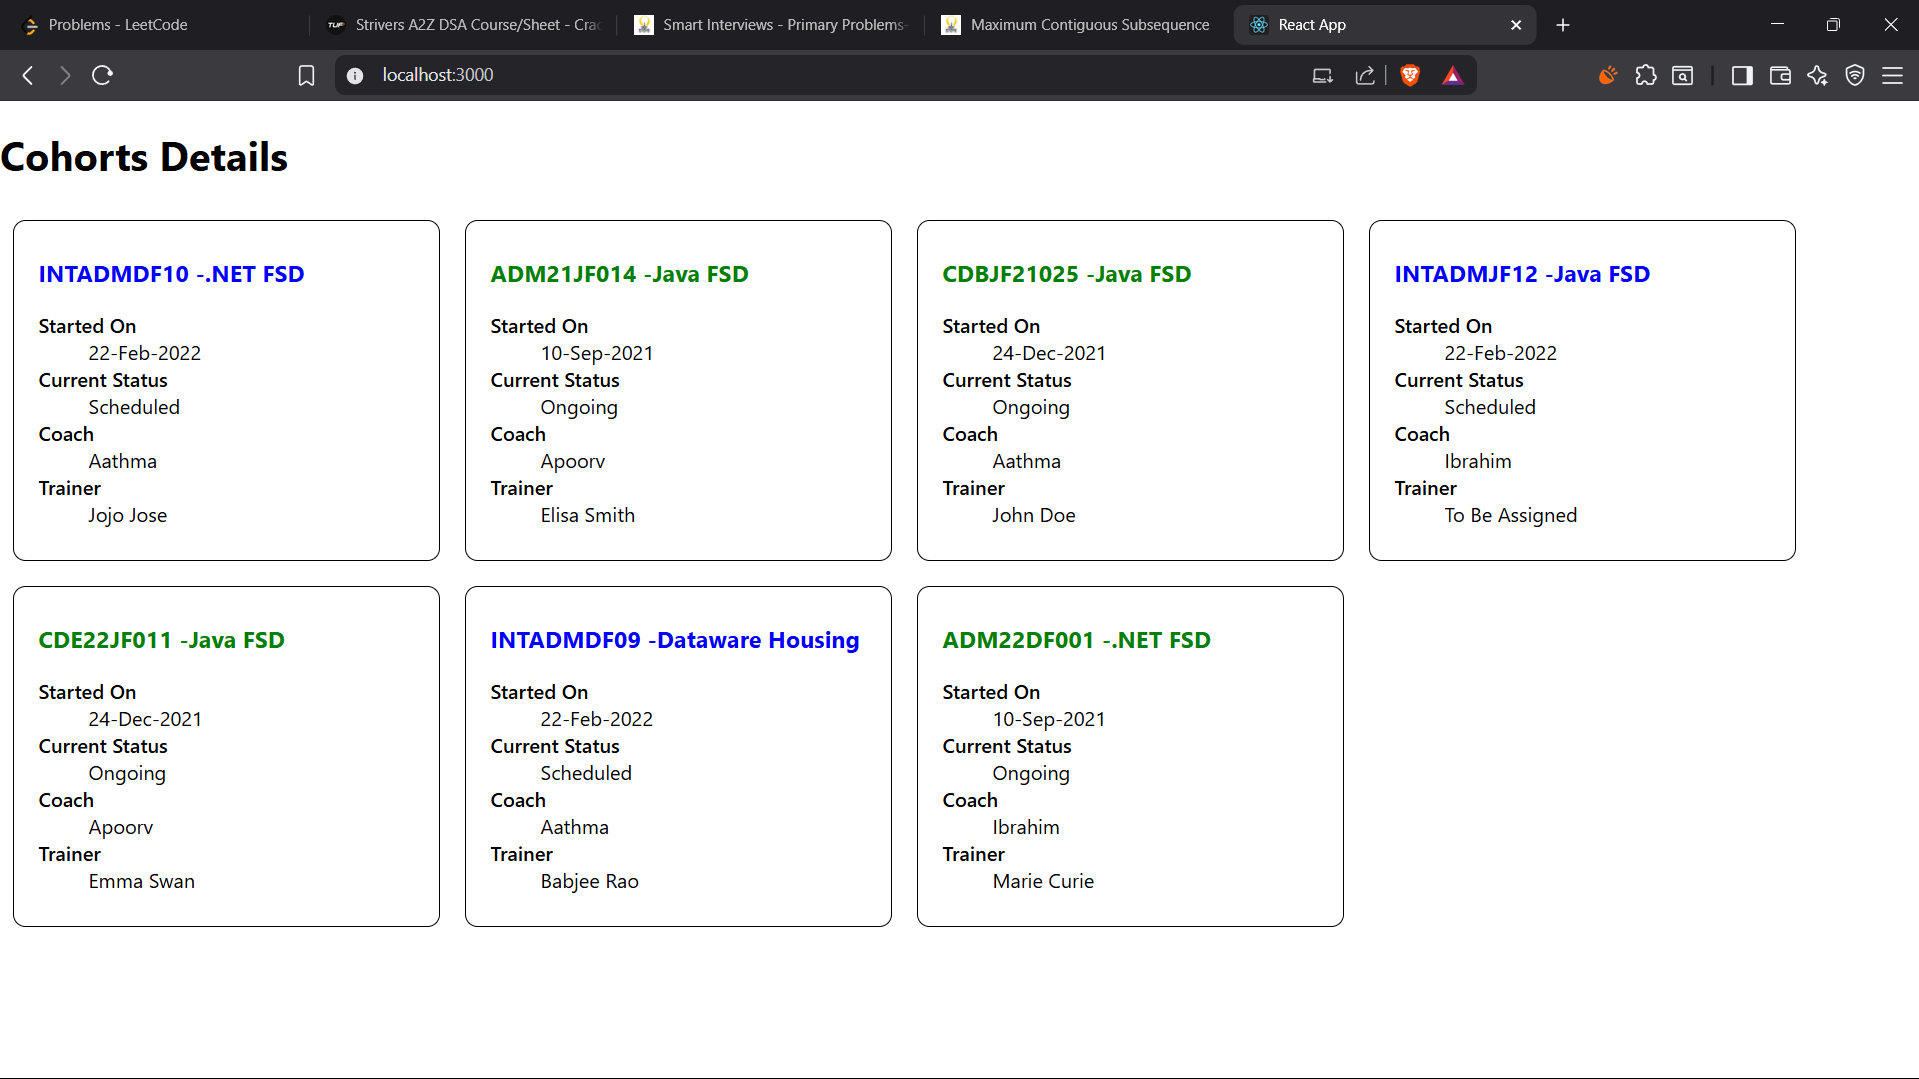 Problems - LeetCode
Strivers A2Z DSA Course/Sheet - Crac
Smart Interviews - Primary Problems-
Maximum Contiguous Subsequence
React App
localhost:3000
Cohorts Details
INTADMDF10 -.NET FSD
Started On
22-Feb-2022
Current Status
Scheduled
Coach
Aathma
Trainer
Jojo Jose
ADM21JF014 -Java FSD
Started On
10-Sep-2021
Current Status
Ongoing
Coach
Apoorv
Trainer
Elisa Smith
CDBJF21025 -Java FSD
Started On
24-Dec-2021
Current Status
Ongoing
Coach
Aathma
Trainer
John Doe
INTADMJF12 -Java FSD
Started On
22-Feb-2022
Current Status
Scheduled
Coach
Ibrahim
Trainer
To Be Assigned
CDE22JF011 -Java FSD
Started On
24-Dec-2021
Current Status
Ongoing
Coach
Apoorv
Trainer
Emma Swan
INTADMDF09 -Dataware Housing
Started On
22-Feb-2022
Current Status
Scheduled
Coach
Aathma
Trainer
Babjee Rao
ADM22DF001 -.NET FSD
Started On
10-Sep-2021
Current Status
Ongoing
Coach
Ibrahim
Trainer
Marie Curie